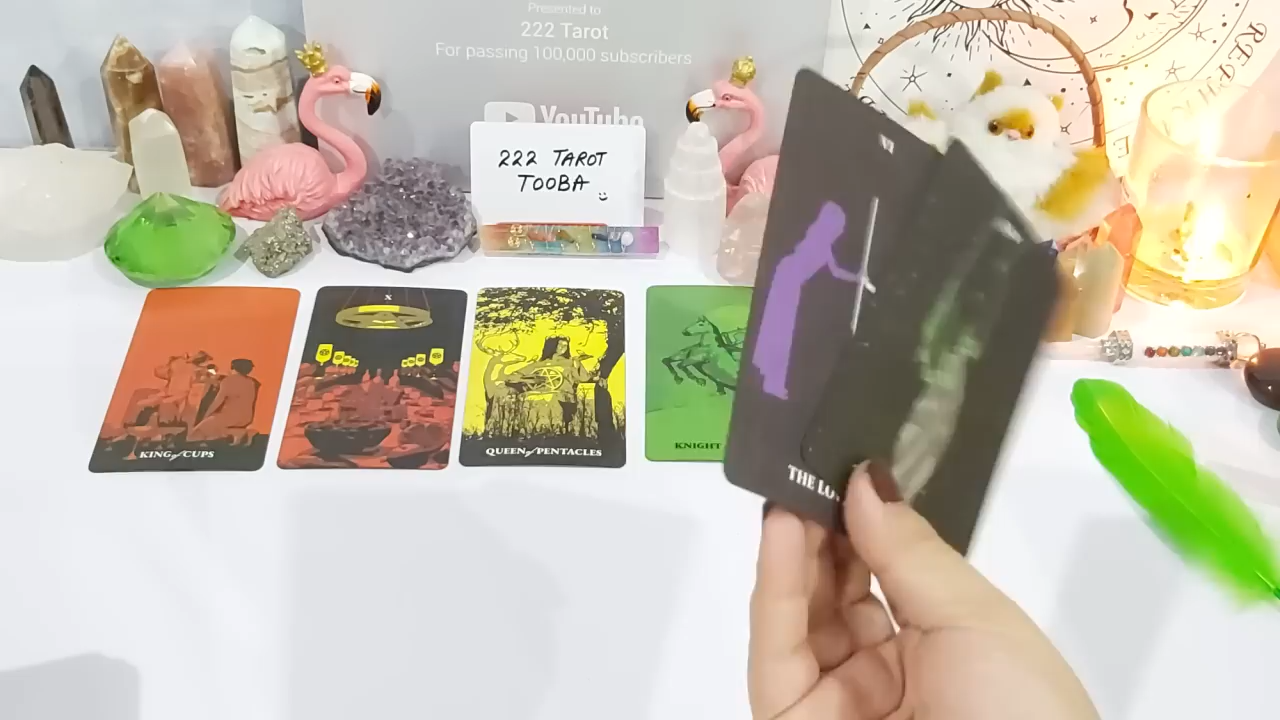 Presented to
222 Tarot
For passing 100,000 subscribers
YouTube
222 TAROT
TOOBA
KING of CUPS
X
QUEEN of PENTACLES
KNIGHT
VI
THE